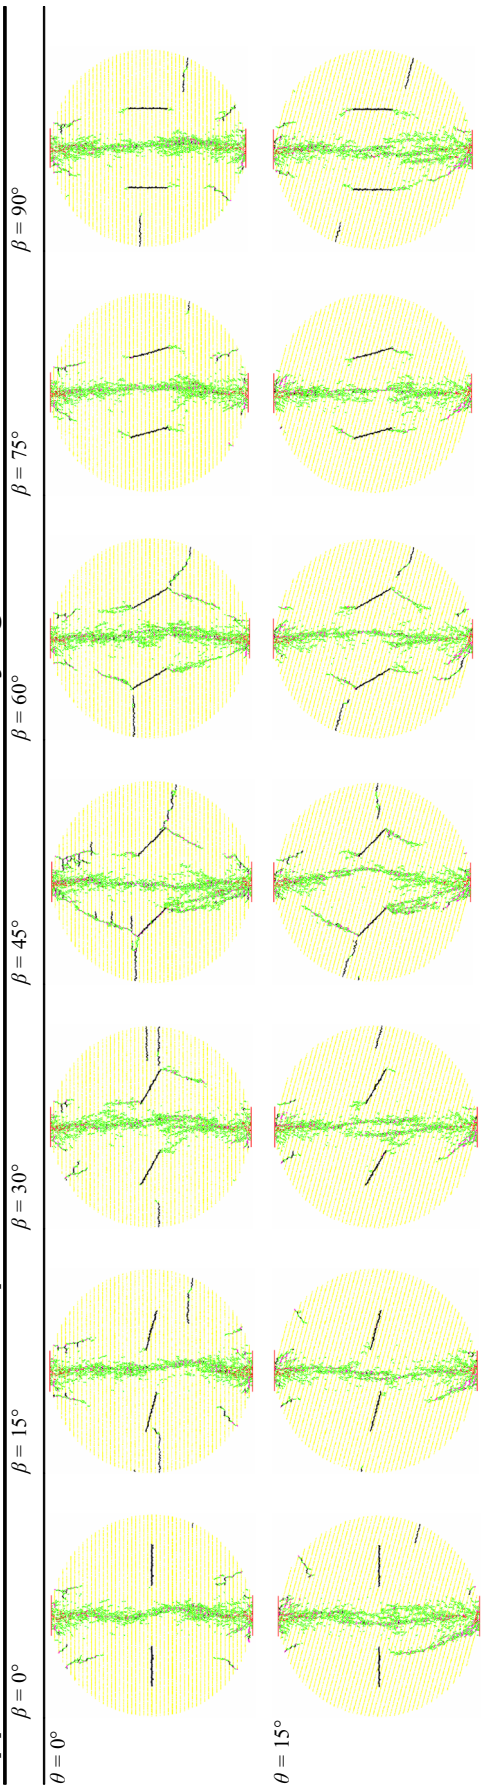 β = 0° β = 15° β = 30° β = 45° β = 60° β = 75° β = 90°
θ = 0°
θ = 15°